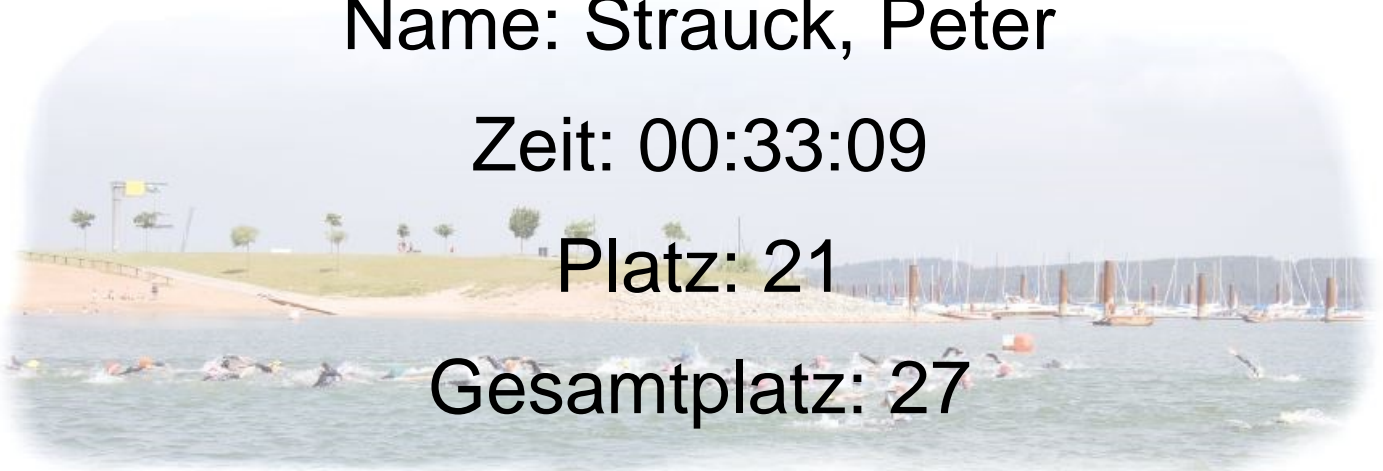 Name: Strauck, Peter
Zeit: 00:33:09
Platz: 21
Gesamtplatz: 27